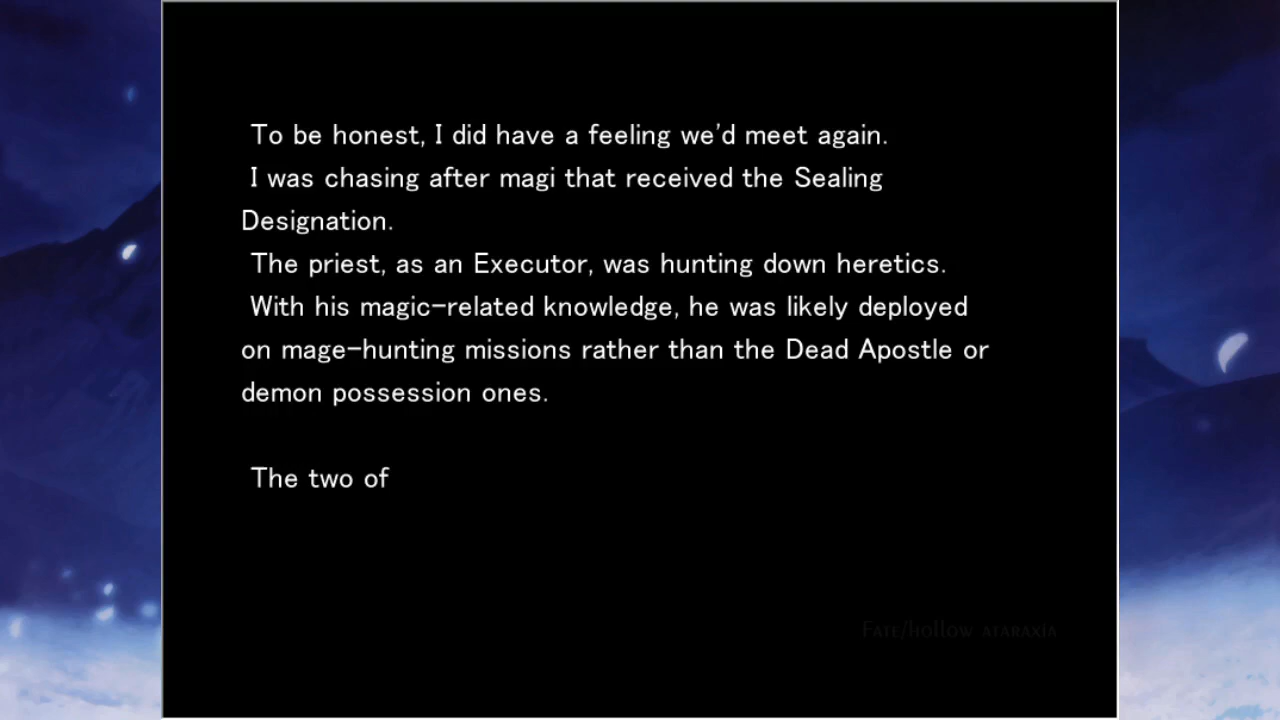 To be honest, I did have a feeling we'd meet again.
I was chasing after magi that received the Sealing
Designation.
The priest, as an Executor, was hunting down heretics.
With his magic-related knowledge, he was likely deployed
on mage-hunting missions rather than the Dead Apostle or
demon possession ones.
The two of
Fate/hollow ataraxia